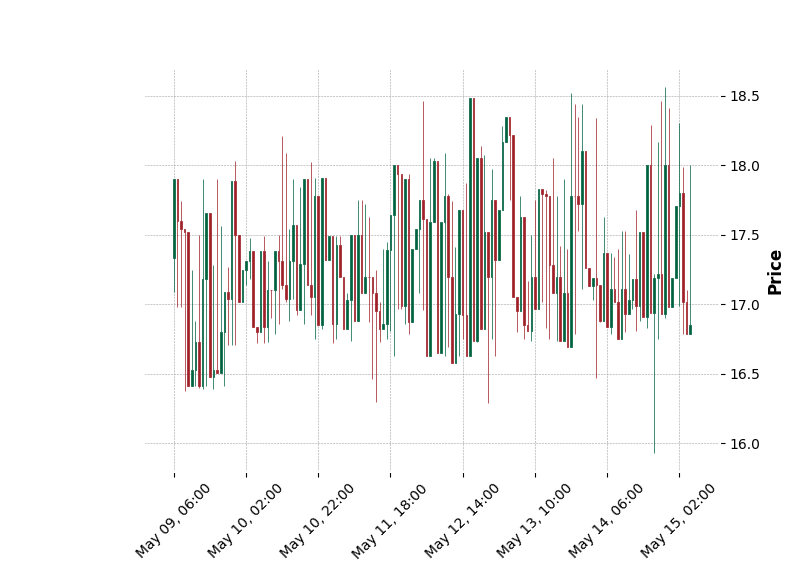 18.5
18.0
17.5
17.0
16.5
16.0
Price
May 09, 06:00
May 10, 02:00
May 10, 22:00
May 11, 18:00
May 12, 14:00
May 13, 10:00
May 14, 06:00
May 15, 02:00